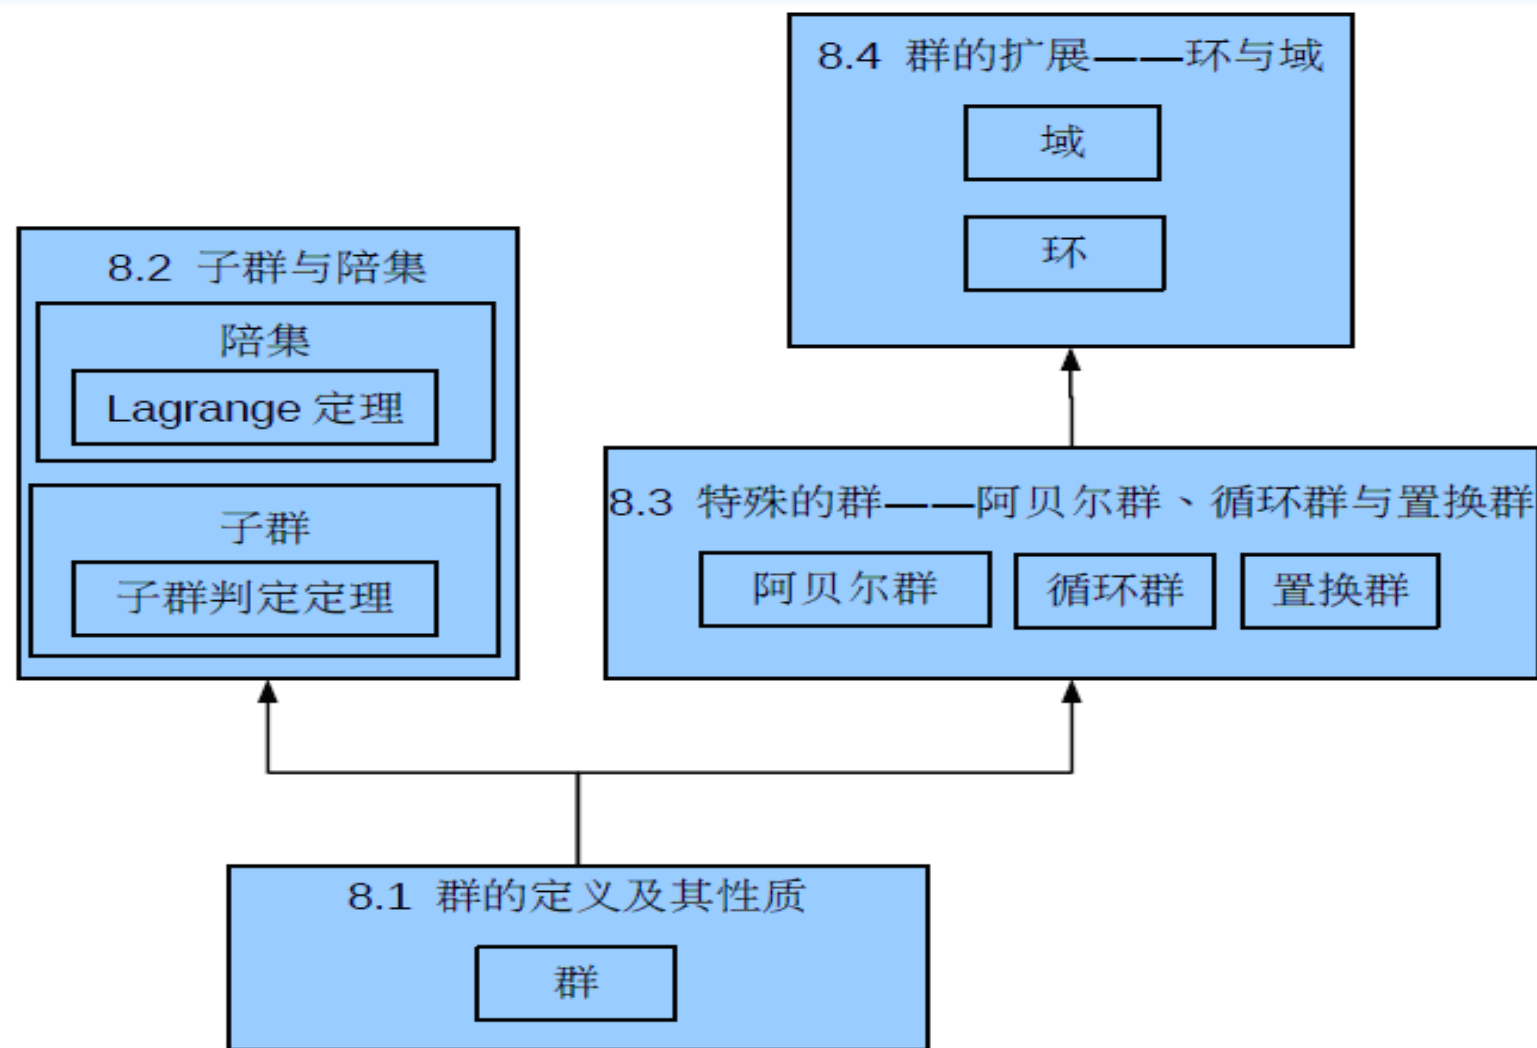 8.4 群的扩展——环与域
域
环
8.2 子群与陪集
陪集
Lagrange 定理
子群
子群判定定理
8.3 特殊的群——阿贝尔群、循环群与置换群
阿贝尔群
循环群
置换群
8.1 群的定义及其性质
群